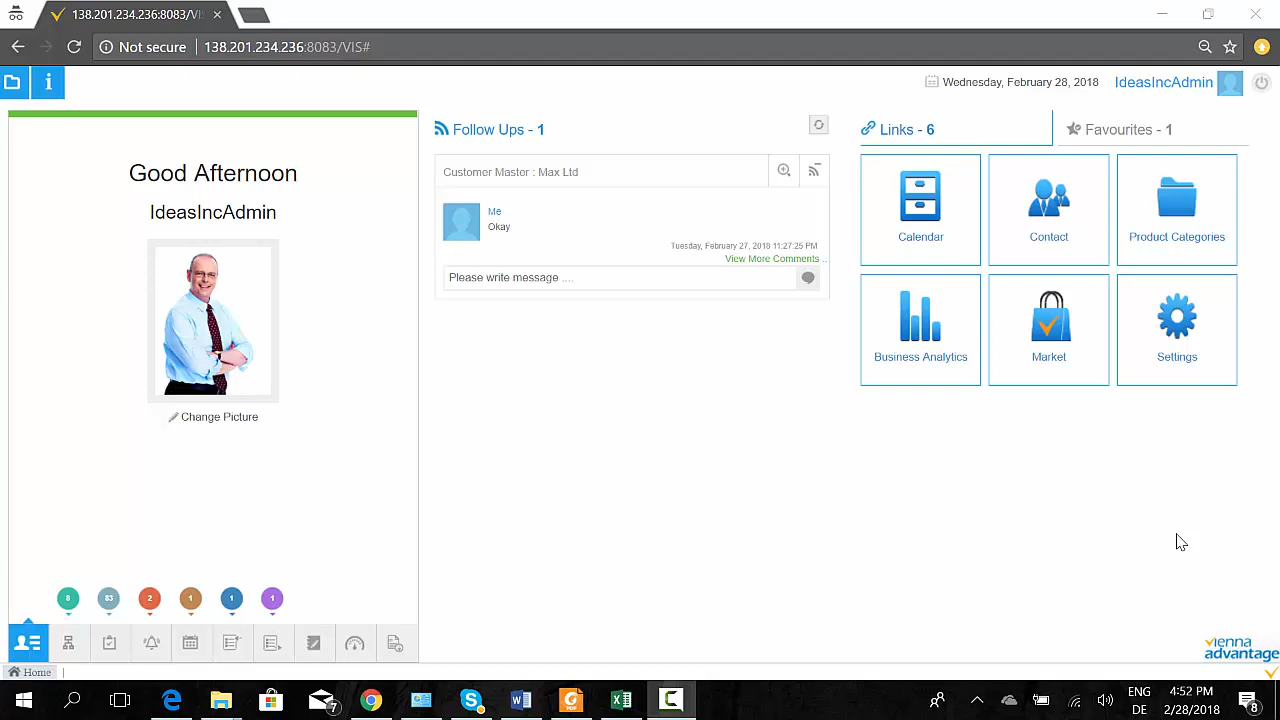 138.201.234.236:8083/VI
Not secure
138.201.234.236:8083/VIS#
i
Wednesday, February 28, 2018
IdeasIncAdmin
Good Afternoon
IdeasIncAdmin
Change Picture
8
83
2
1
1
1
Follow Ups - 1
Customer Master : Max Ltd
Me
Okay
Tuesday, February 27, 2018 11:27:25 PM
View More Comments ..
Please write message ....
Links - 6
Favourites - 1
Calendar
Contact
Product Categories
Business Analytics
Market
Settings
vienna
advantage
Home
7
ENG
DE
4:52 PM
2/28/2018
8